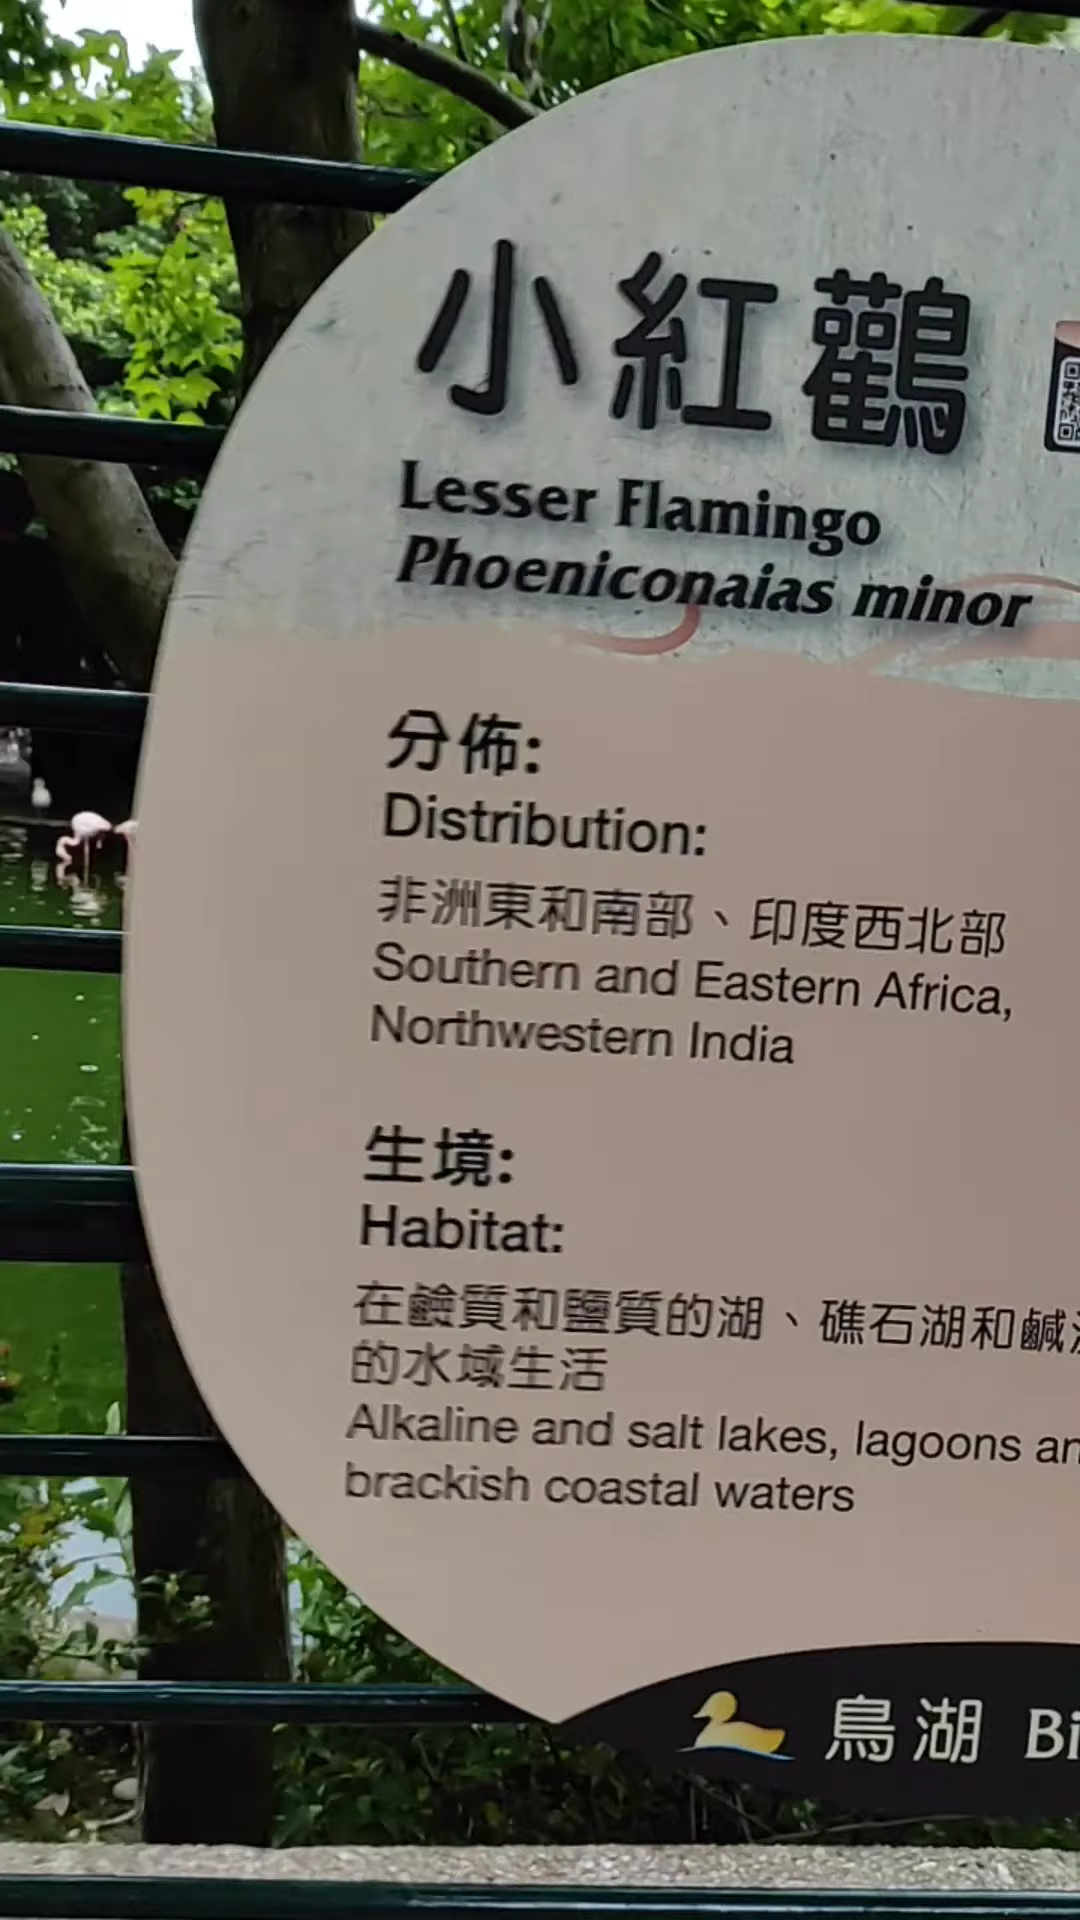 小紅鸛
Lesser Flamingo
Phoeniconaias minor
分佈:
Distribution:
非洲東和南部、印度西北部
Southern and Eastern Africa,
Northwestern India
生境:
Habitat:
在鹼質和鹽質的湖、礁石湖和鹹
的水域生活
Alkaline and salt lakes, lagoons
brackish coastal waters
鳥湖